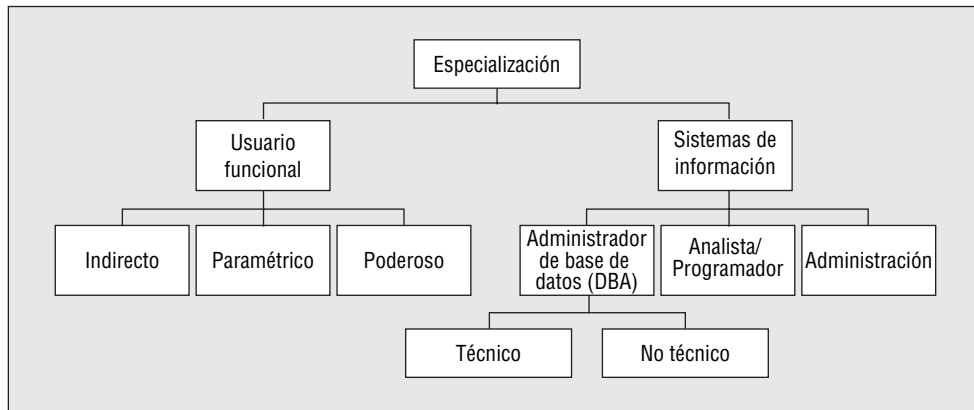 Especialización
Usuario
funcional
Sistemas de
información
Indirecto
Paramétrico
Poderoso
Administrador
de base de
datos (DBA)
Analista/
Programador
Administración
Técnico
No técnico